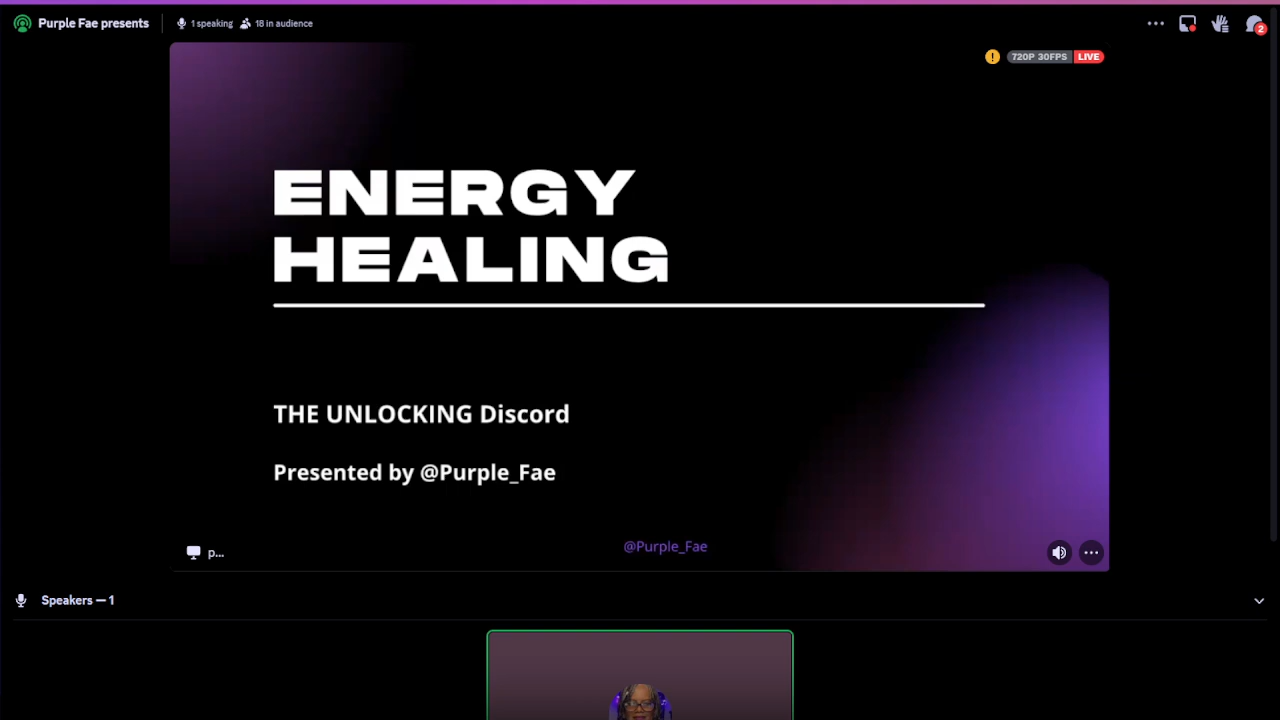 Purple Fae presents
1 speaking 18 in audience
2
720P 30FPS LIVE
ENERGY
HEALING
THE UNLOCKING Discord
Presented by @Purple_Fae
@Purple_Fae
p...
Speakers — 1